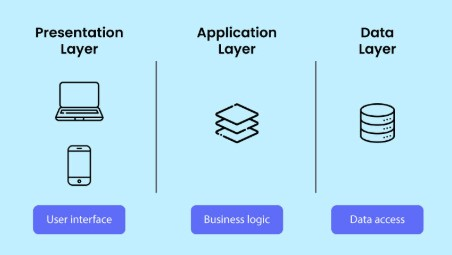 Presentation
Layer
Application
Layer
Data
Layer
User interface
Business logic
Data access